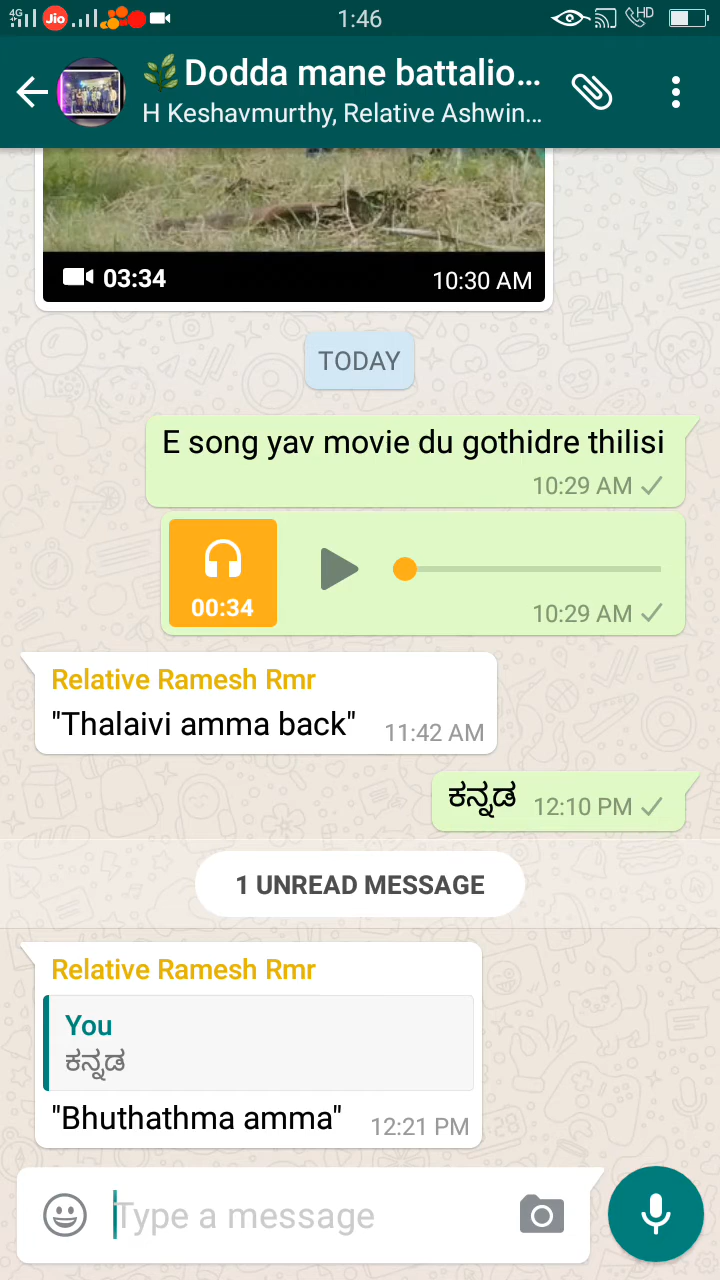 4G Jio 1:46 HD
🌿Dodda mane battalio...
H Keshavmurthy, Relative Ashwin...
03:34 10:30 AM
TODAY
E song yav movie du gothidre thilisi
10:29 AM
00:34 10:29 AM
Relative Ramesh Rmr
"Thalaivi amma back" 11:42 AM
ಕನ್ನಡ 12:10 PM
1 UNREAD MESSAGE
Relative Ramesh Rmr
You
ಕನ್ನಡ
"Bhuthathma amma" 12:21 PM
Type a message